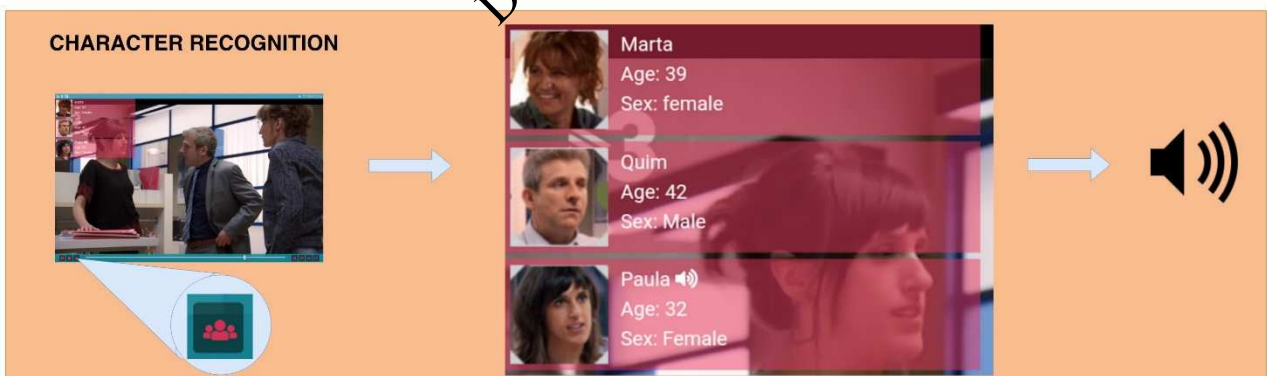 CHARACTER RECOGNITION
Marta
Age: 39
Sex: female
Quim
Age: 42
Sex: Male
Paula
Age: 32
Sex: Female